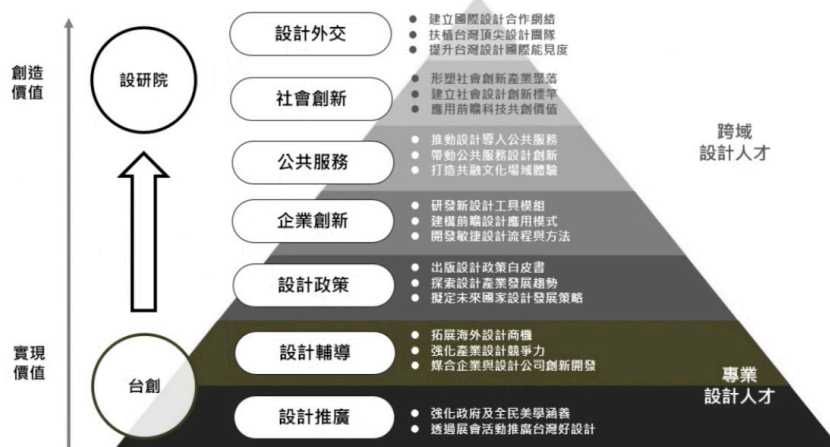 創造
價值
設研院
實現
價值
台創
設計外交
建立國際設計合作網絡
扶植台灣頂尖設計團隊
提升台灣設計國際能見度
社會創新
形塑社會創新產業聚落
建立社會設計創新標竿
應用前瞻科技共創價值
公共服務
推動設計導入公共服務
帶動公共服務設計創新
打造共融文化場域體驗
企業創新
研發新設計工具模組
建構前瞻設計應用模式
開發敏捷設計流程與方法
設計政策
出版設計政策白皮書
探索設計產業發展趨勢
擬定未來國家設計發展策略
設計輔導
拓展海外設計商機
強化產業設計競爭力
媒合企業與設計公司創新開發
設計推廣
強化政府及全民美學涵義
透過展會活動推廣台灣好設計
跨域
設計人才
專業
設計人才